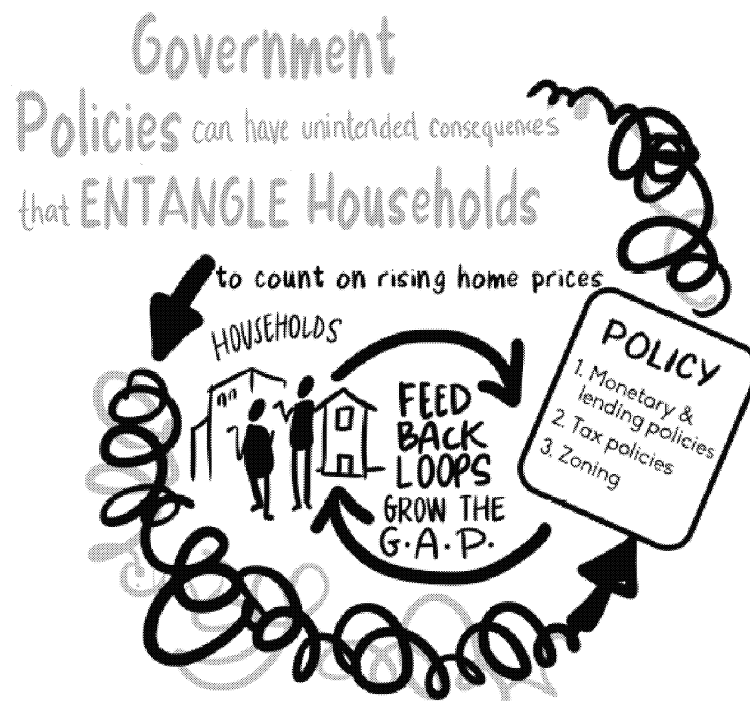 Government
Policies can have unintended consequences
that ENTANGLE Households
to count on rising home prices
HOUSEHOLDS
FEED
BACK
LOOPS
GROW THE
G.A.P.
POLICY
1. Monetary &
lending policies
2. Tax policies
3. Zoning